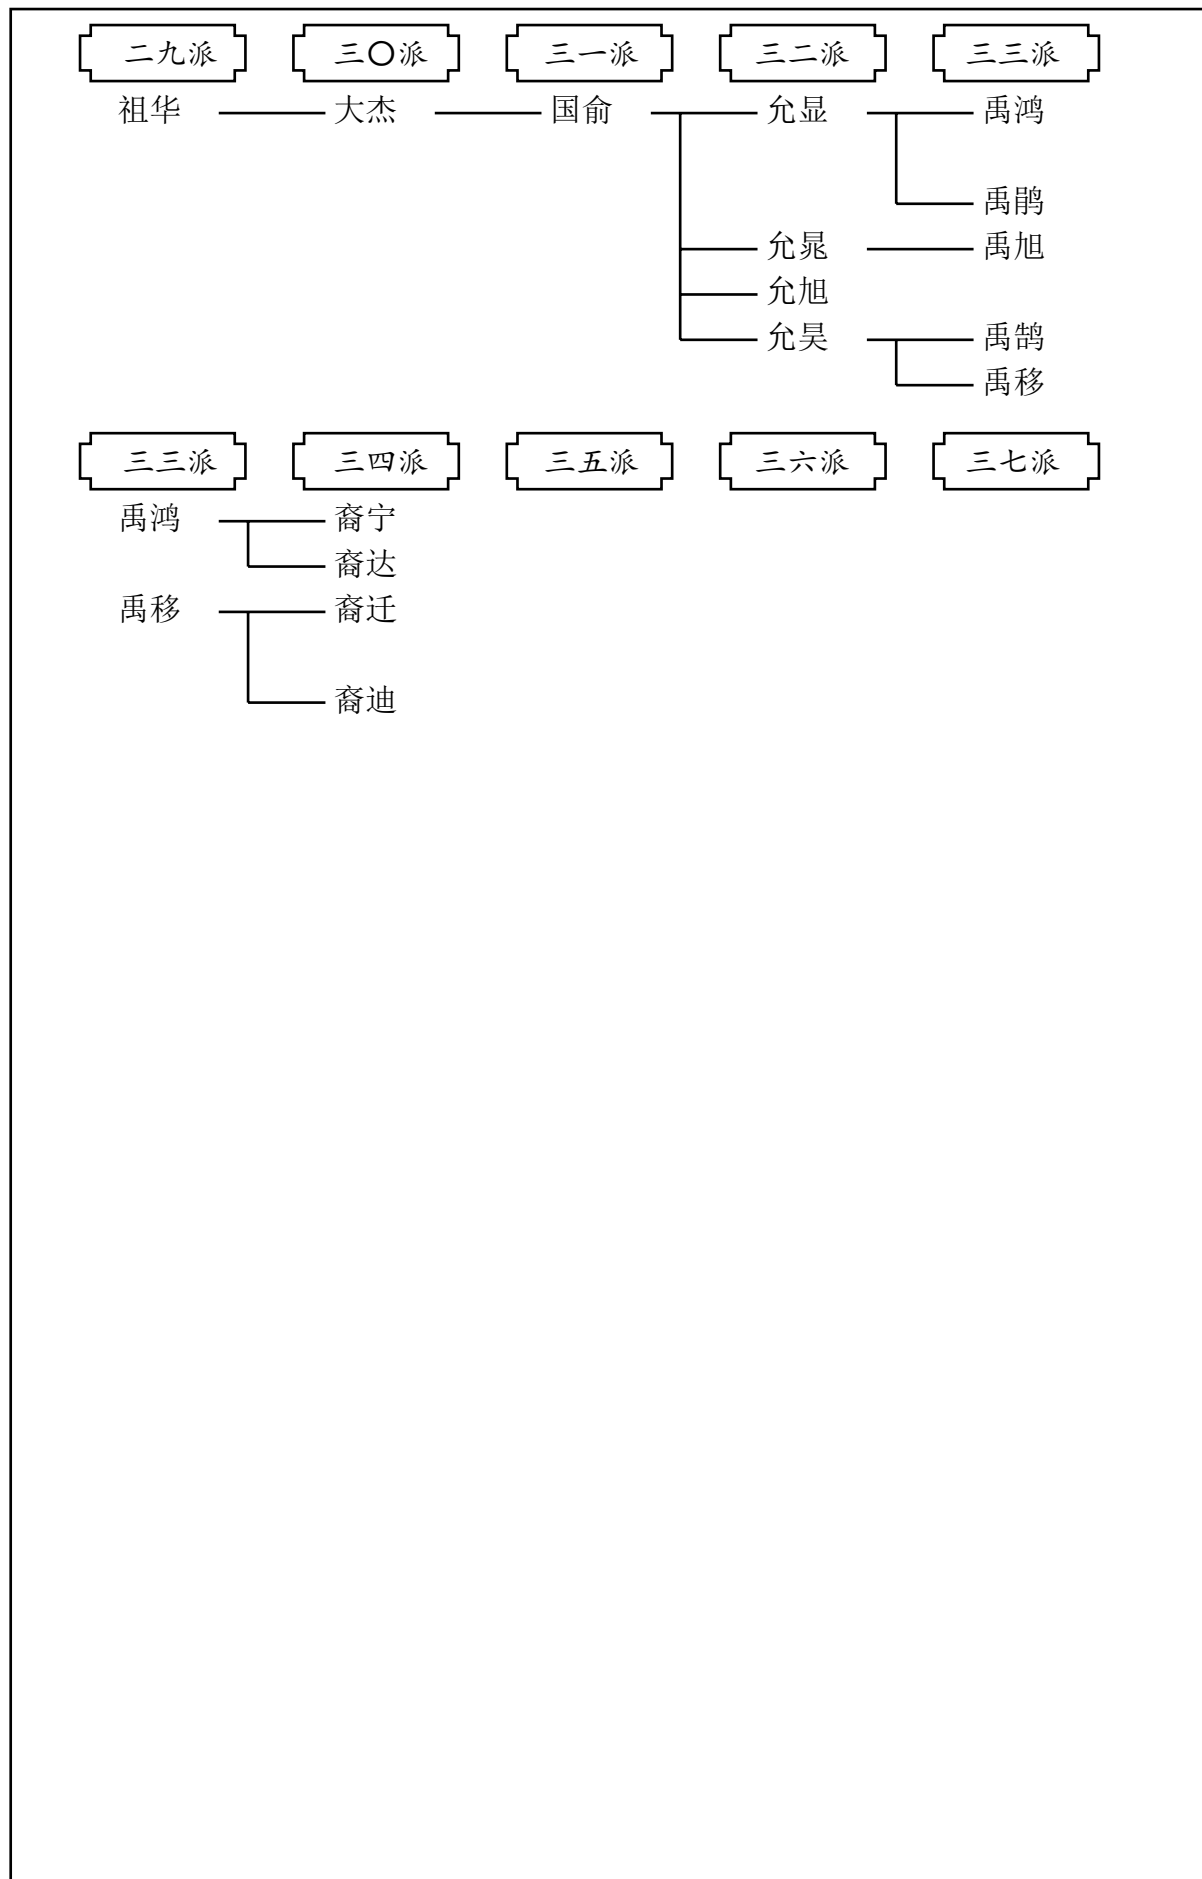 二九派 三〇派 三一派 三二派 三三派
祖华 大杰 国俞 允显 禹鸿
禹鹃
允晁 禹旭
允旭
允昊 禹鹄
禹移
三三派 三四派 三五派 三六派 三七派
禹鸿 裔宁
裔达
禹移 裔迁
裔迪